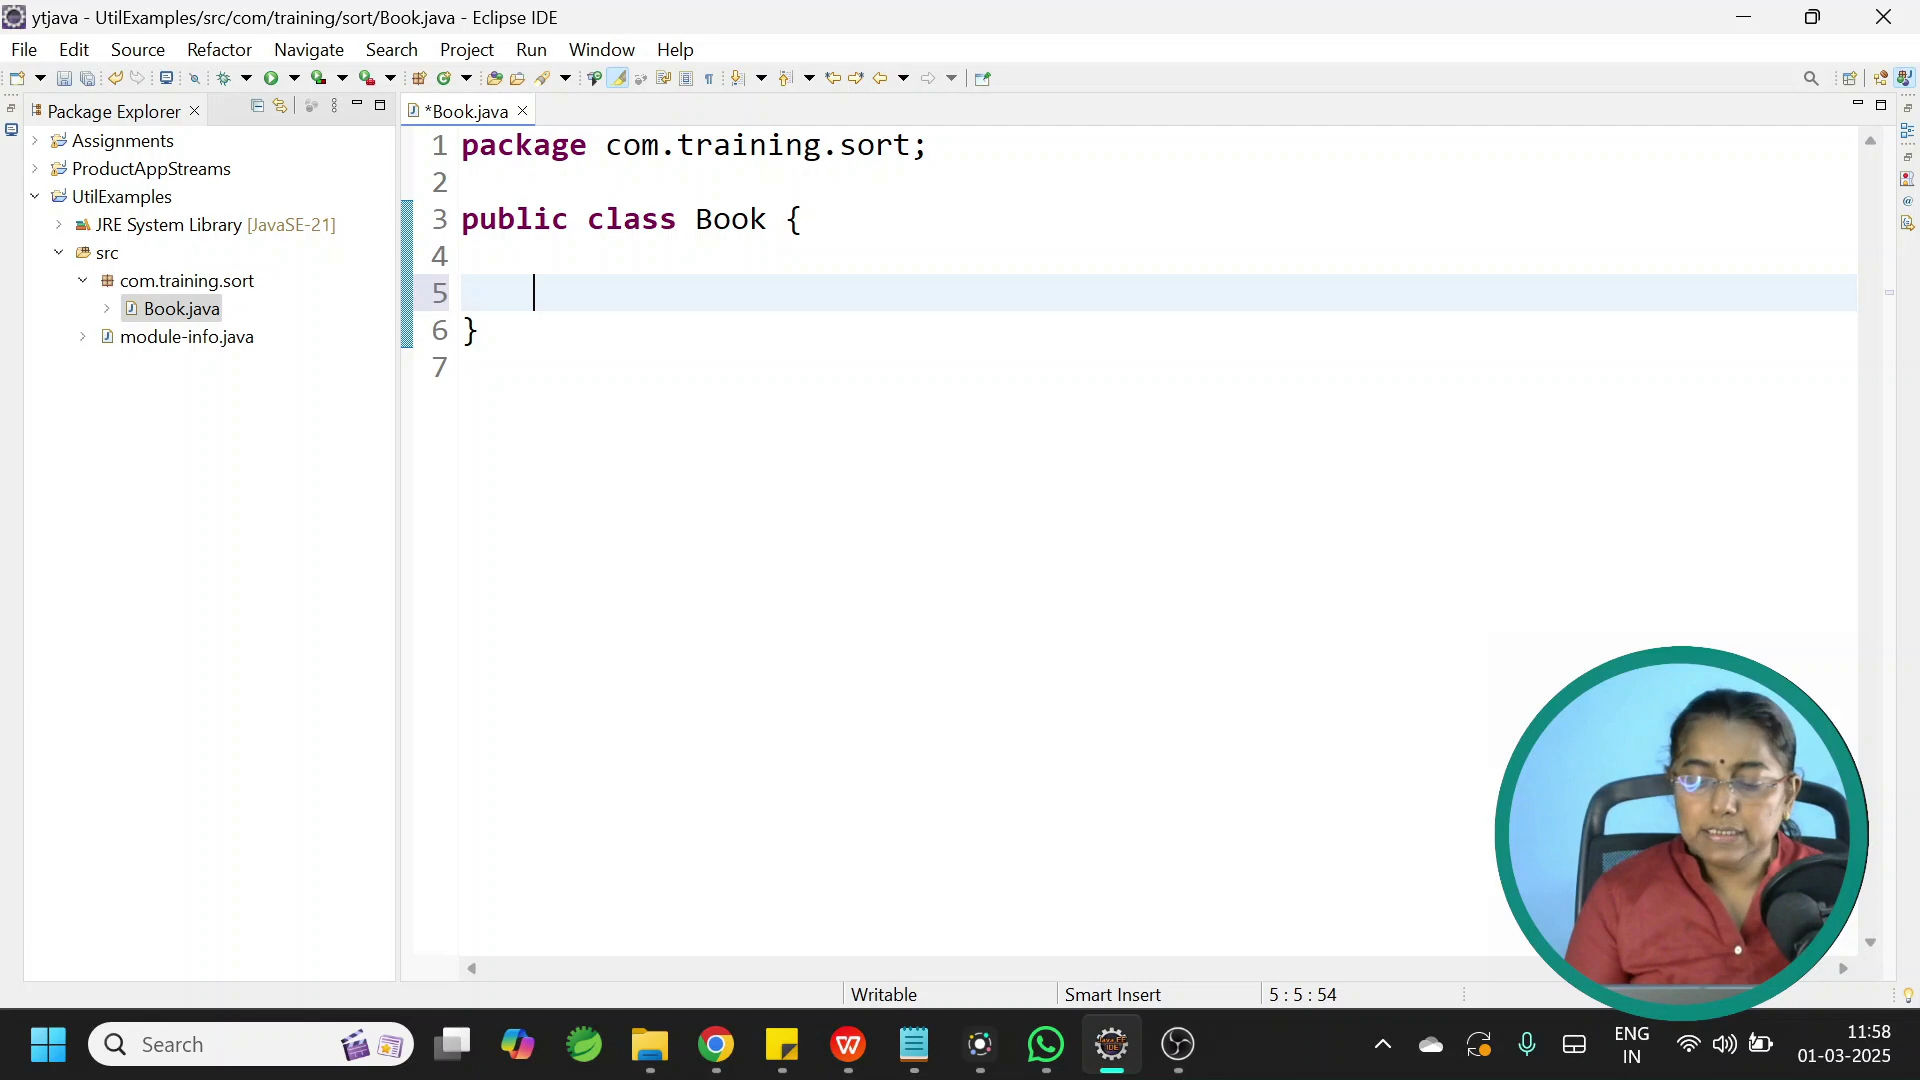 ytjava - UtilExamples/src/com/training/sort/Book.java - Eclipse IDE
File Edit Source Refactor Navigate Search Project Run Window Help
Package Explorer
*Book.java
Assignments
ProductAppStreams
UtilExamples
JRE System Library [JavaSE-21]
src
com.training.sort
Book.java
module-info.java
1 package com.training.sort;
2
3 public class Book {
4
5
6 }
7
Writable Smart Insert 5 : 5 : 54
Search
ENG
IN
11:58
01-03-2025